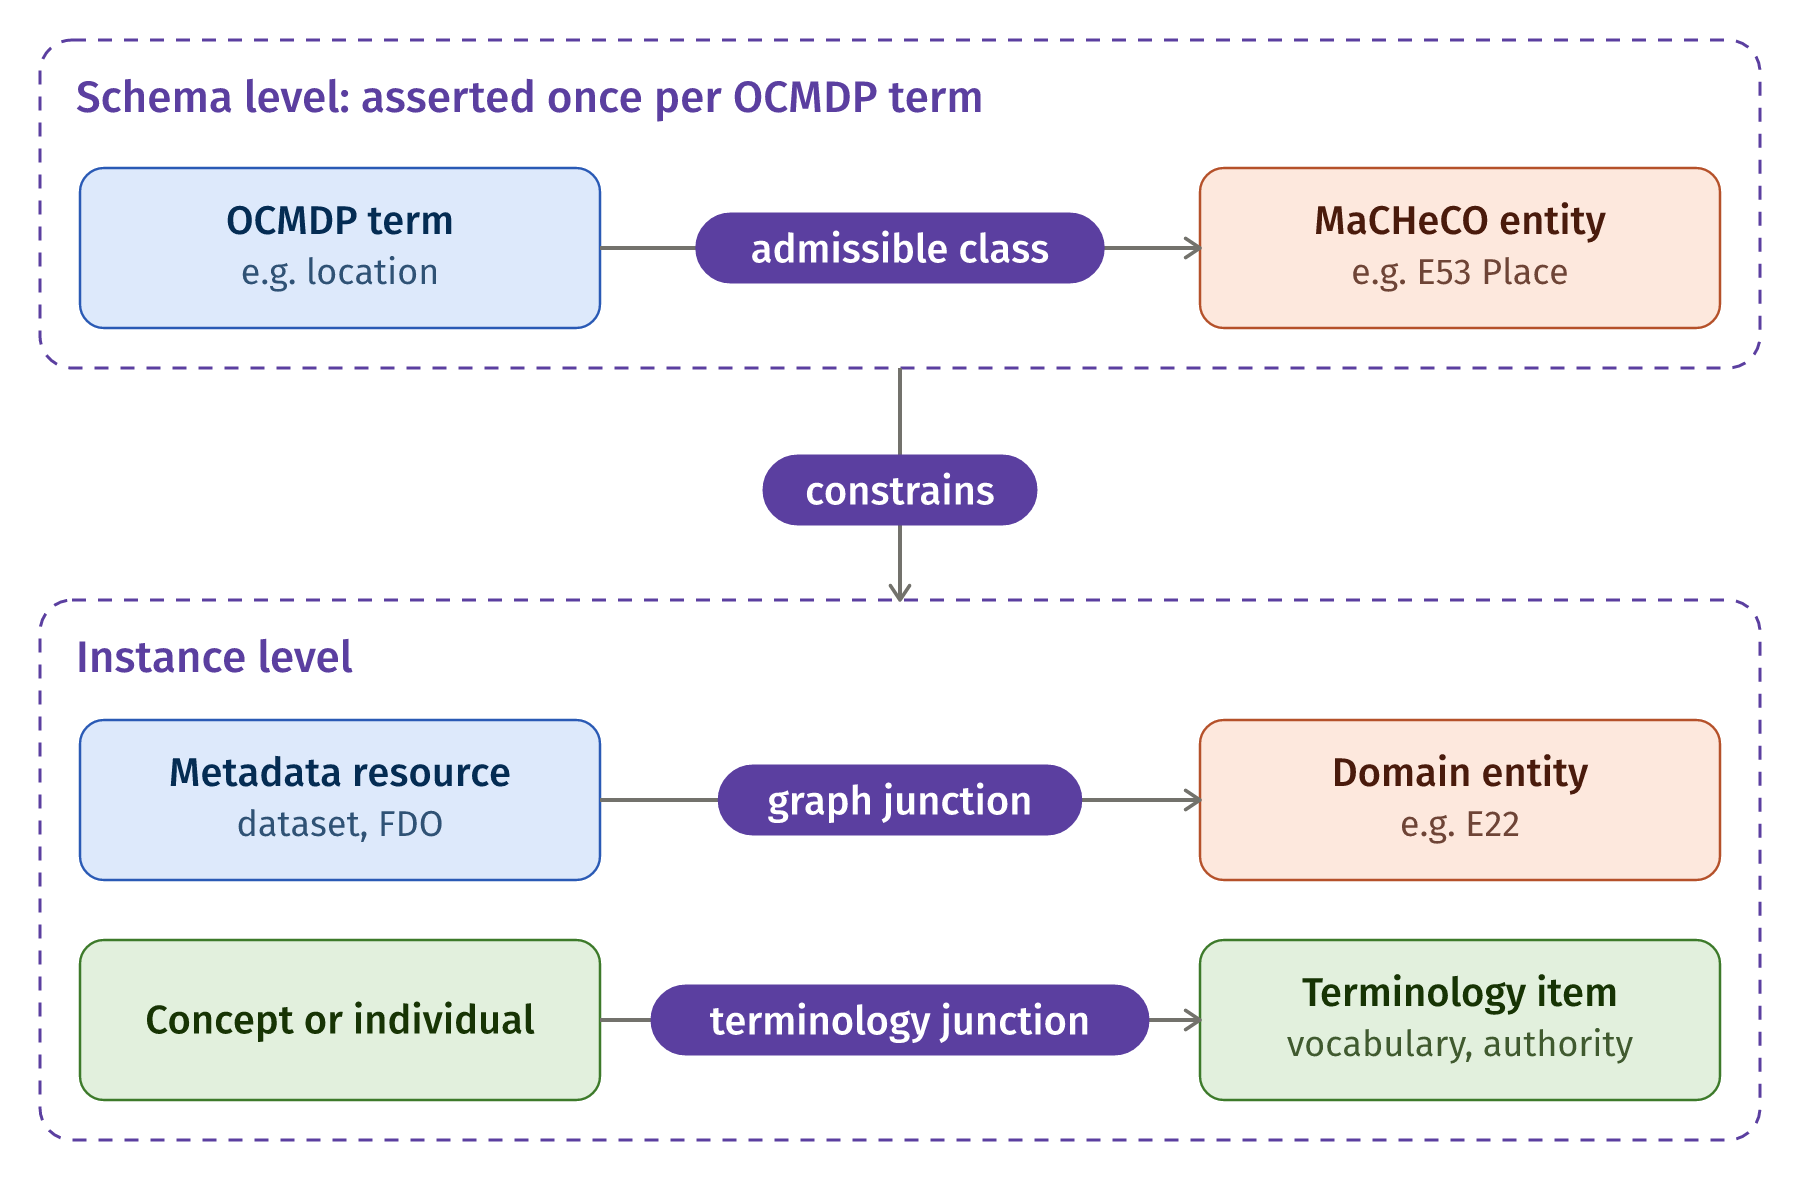 Schema level: asserted once per OCMDP term
OCMDP term
e.g. location
admissible class
MaCHeCO entity
e.g. E53 Place
constrains
Instance level
Metadata resource
dataset, FDO
graph junction
Domain entity
e.g. E22
Concept or individual
terminology junction
Terminology item
vocabulary, authority